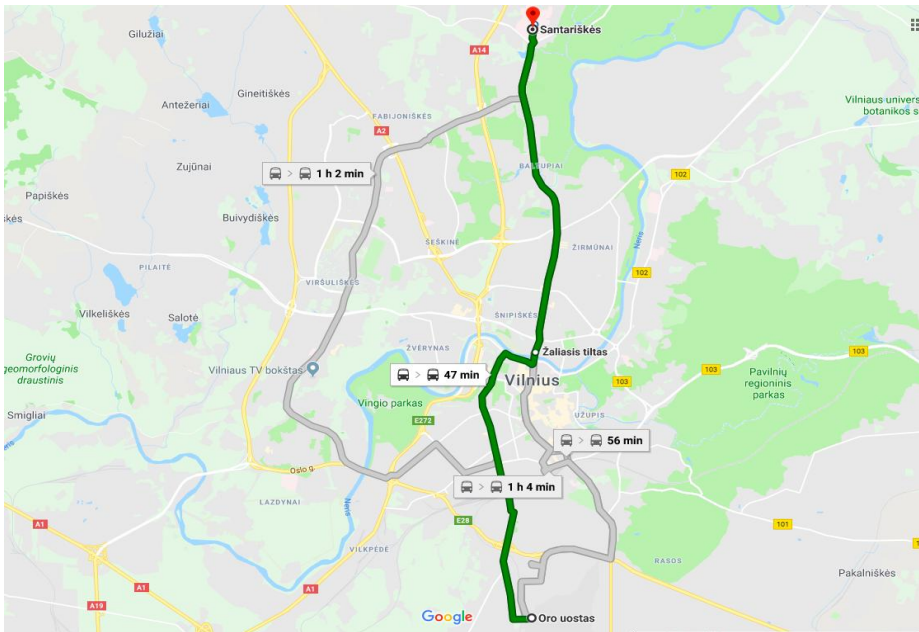 Santariškės
Gilužiai
A14
Gineitiškės
Antežeriai
Vilniaus univers
botanikos s
FABIJONIŠKĖS
A2
Zujūnai
BALTUPIAI
1 h 2 min
102
Papiškės
škės
Buivydiškės
ŠEŠKINĖ
ŽIRMŪNAI
Neris
PILAITĖ
102
VIRŠULIŠKĖS
Vilkeliškės
Salotė
ŠNIPIŠKĖS
ŽVĖRYNAS
Žaliasis tiltas
103
Grovių
geomorfologinis
draustinis
Vilniaus TV bokštas
47 min
Vilnius
103
103
Pavilnių
regioninis
parkas
Vingio parkas
Smigliai
E272
UŽUPIS
56 min
Oslo g.
1 h 4 min
LAZDYNAI
Neris
A1
E28
101
VILKPĖDĖ
RASOS
Pakalniškės
A1
A19
Google
Oro uostas